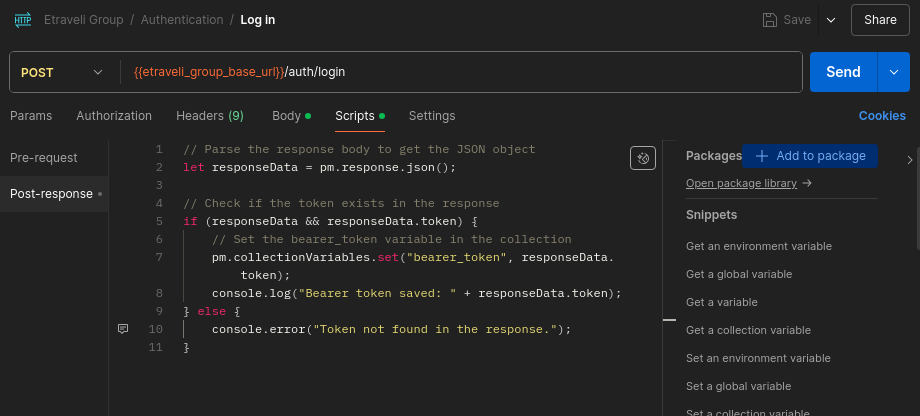 HTTP Etraveli Group / Authentication / Log in Save Share
POST {{etraveli_group_base_url}}/auth/login Send
Params Authorization Headers (9) Body Scripts Settings Cookies
Pre-request
Post-response
1 // Parse the response body to get the JSON object
2 let responseData = pm.response.json();
3
4 // Check if the token exists in the response
5 if (responseData && responseData.token) {
6 // Set the bearer_token variable in the collection
7 pm.collectionVariables.set("bearer_token", responseData.
token);
8 console.log("Bearer token saved: " + responseData.token);
9 } else {
10 console.error("Token not found in the response.");
11 }
Packages + Add to package
Open package library →
Snippets
Get an environment variable
Get a global variable
Get a variable
Get a collection variable
Set an environment variable
Set a global variable
Set a collection variable